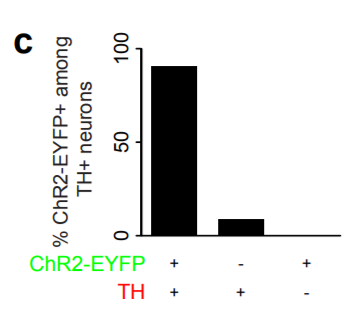 c
% ChR2-EYFP+ among
TH+ neurons
100
50
0
ChR2-EYFP + - +
TH + + -